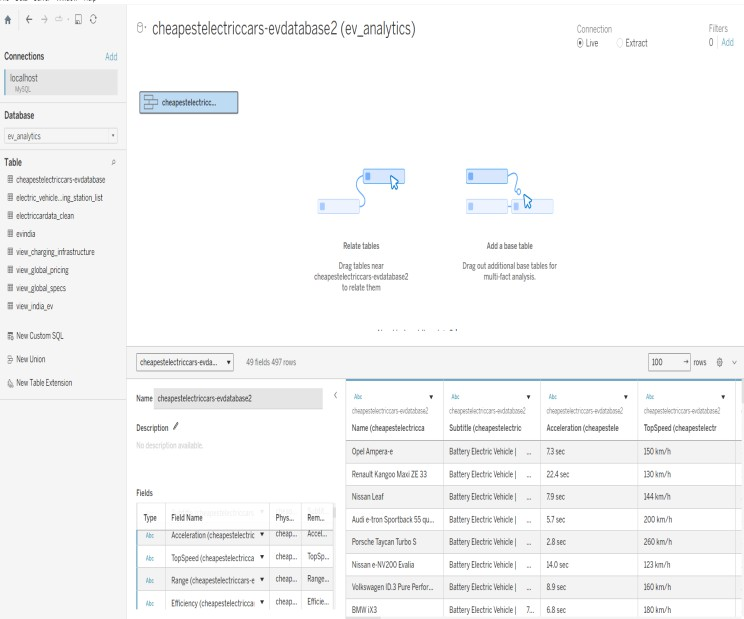 cheapestelectriccars-evdatabase2 (ev_analytics)
Connection
Live
Extract
Filters
0 | Add
Connections
Add
localhost
MySQL
Database
ev_analytics
Table
cheapestelectriccars-evdatabase
electric_vehicle...ing_station_list
electriccardata_clean
evindia
view_charging_infrastructure
view_global_pricing
view_global_specs
view_india_ev
New Custom SQL
New Union
New Table Extension
cheapestelectricc...
Relate tables
Drag tables near
cheapestelectriccars-evdatabase2
to relate them
Add a base table
Drag out additional base tables for
multi-fact analysis.
cheapestelectriccars-evda...
49 fields 497 rows
100
rows
Name
cheapestelectriccars-evdatabase2
Description
No description available.
Fields
Type Field Name Phys... Rem...
Abc Acceleration (cheapestelectric cheap... Accel...
Abc TopSpeed (cheapestelectricca cheap... TopSp...
Abc Range (cheapestelectriccars-e cheap... Range...
Abc Efficiency (cheapestelectricca cheap... Efficie...
Abc Abc Abc Abc
cheapestelectriccars-evdatabase2 cheapestelectriccars-evdatabase2 cheapestelectriccars-evdatabase2 cheapestelectriccars-evdatabase2
Name (cheapestelectricca Subtitle (cheapestelectric Acceleration (cheapestele TopSpeed (cheapestelectr
Opel Ampera-e Battery Electric Vehicle | ... 7.3 sec 150 km/h
Renault Kangoo Maxi ZE 33 Battery Electric Vehicle | ... 22.4 sec 130 km/h
Nissan Leaf Battery Electric Vehicle | ... 7.9 sec 144 km/h
Audi e-tron Sportback 55 qu... Battery Electric Vehicle | ... 5.7 sec 200 km/h
Porsche Taycan Turbo S Battery Electric Vehicle | ... 2.8 sec 260 km/h
Nissan e-NV200 Evalia Battery Electric Vehicle | ... 14.0 sec 123 km/h
Volkswagen ID.3 Pure Perfor... Battery Electric Vehicle | ... 8.9 sec 160 km/h
BMW iX3 Battery Electric Vehicle | 7... 6.8 sec 180 km/h